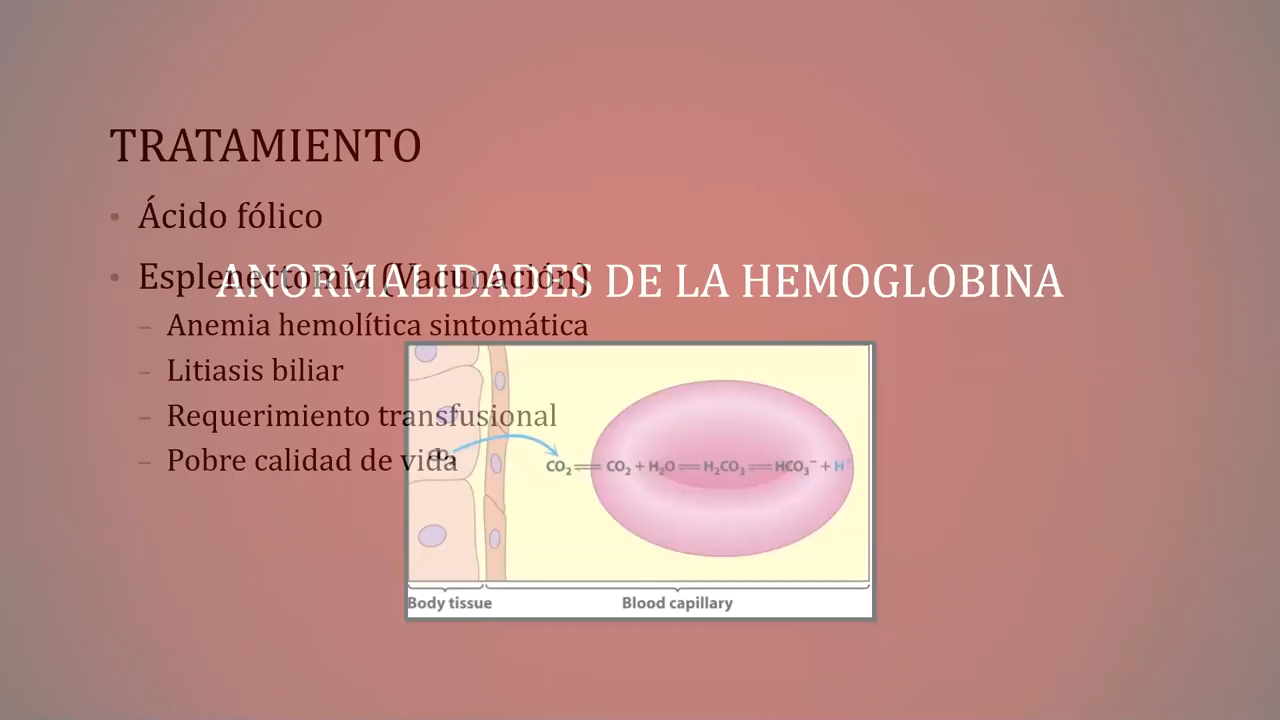 TRATAMIENTO
• Ácido fólico
• Esplenectomía (Vacunación)
ANORMALIDADES DE LA HEMOGLOBINA
– Anemia hemolítica sintomática
– Litiasis biliar
– Requerimiento transfusional
– Pobre calidad de vida
CO₂ CO₂ + H₂O H₂CO₃ HCO₃⁻ + H⁺
Body tissue
Blood capillary